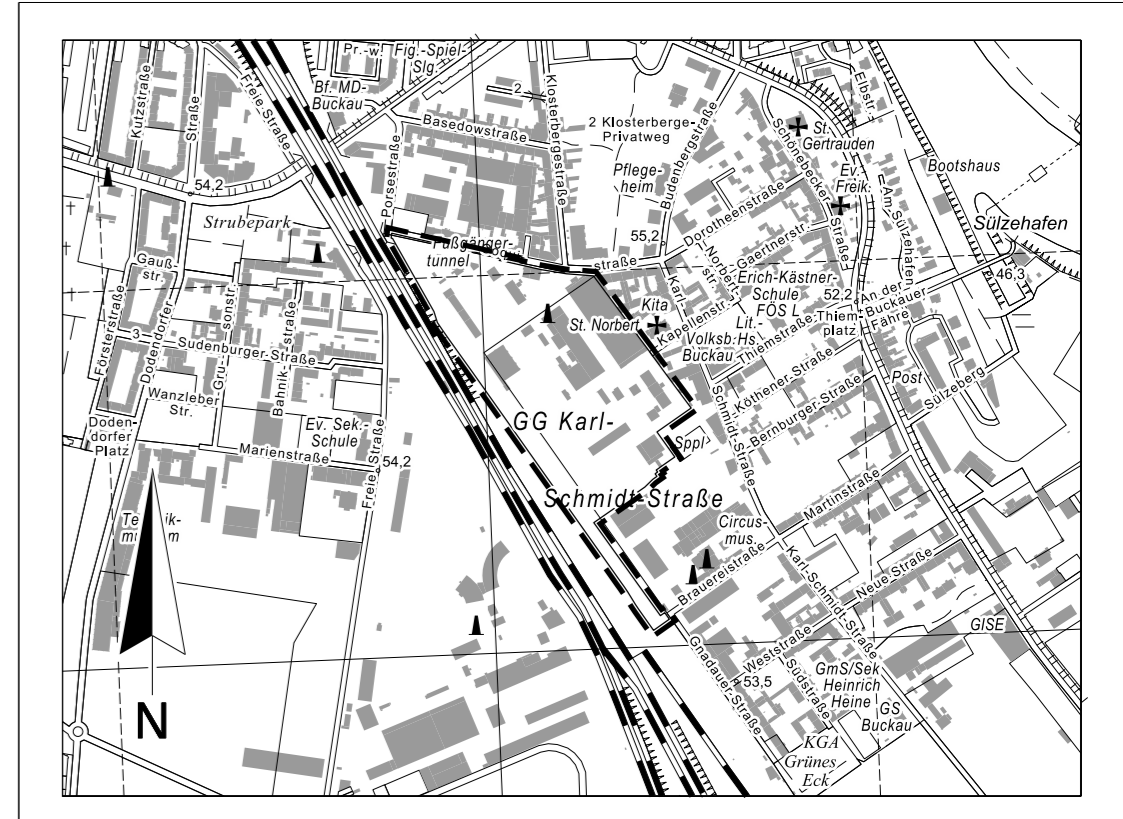 Pr.-w. Fig.-Spiel-
Slg.
Bf. MD-
Buckau
Kutzstraße
Straße
Freie-Straße
2
Klosterbergestraße
Basedowstraße
2 Klosterberge-
Privatweg
Elbstr.
Schönebecker
Straße
St.
Gertrauden
Bootshaus
Pflege-
heim
Budenbergstraße
Ev.-
Freik.
Porsestraße
54,2
Strubepark
Dorotheenstraße
Am Sülzehafen
Sülzehafen
55,2
Fußgänger-
tunnel
straße
Gaertnerstr.
Norbert-
str.
Karl-
Schmidt-Straße
46,3
Gauß-
str.
Erich-Kästner-
Schule
FÖS L
52,2
Thiem-
platz
An der
Buckauer
Fähre
Kita
St. Norbert
Kapellenstr.
Lit.-
Volksb.Hs.
Buckau
Thiemstraße
Försterstraße
3
Dodendorfer
Sudenburger-Straße
Gru-
sonstr.
Bahnik-
straße
Wanzleber
Str.
Köthener-Straße
Post
Sülzeberg
Bernburger-Straße
Doden-
dorfer
Platz
Ev. Sek.-
Schule
Marienstraße
Freie-Straße
54,2
GG Karl-
Schmidt-Straße
Sppl
Martinstraße
Circus-
mus.
Brauereistraße
Karl-Schmidt-Straße
Neue-Straße
GISE
Weststraße
Gnadauer-Straße
53,5
Südstraße
GmS/Sek
Heinrich
Heine
GS
Buckau
KGA
Grünes
Eck
N